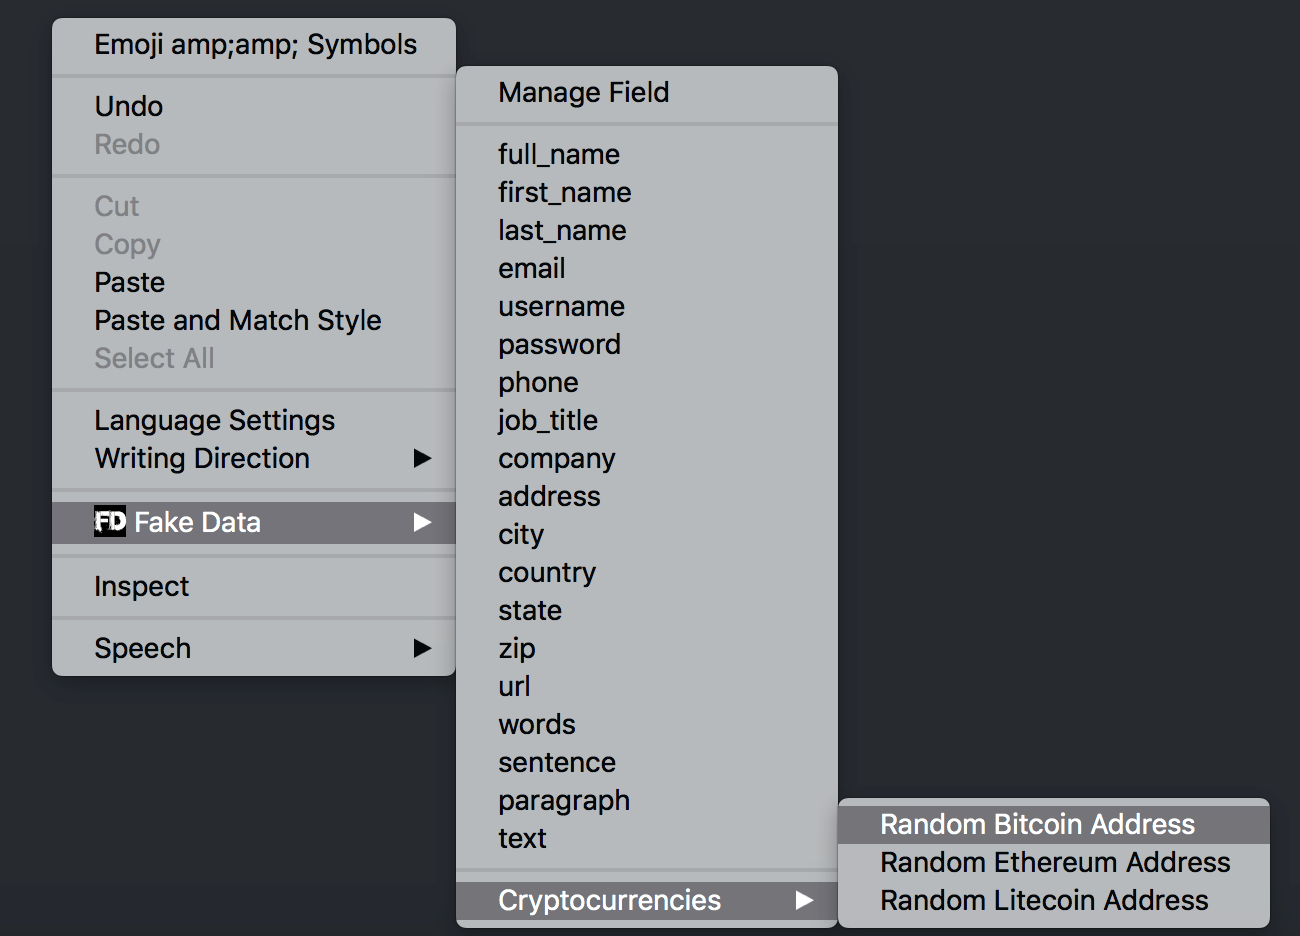 Emoji amp;amp; Symbols
Undo
Redo
Cut
Copy
Paste
Paste and Match Style
Select All
Language Settings
Writing Direction
FD Fake Data
Inspect
Speech
Manage Field
full_name
first_name
last_name
email
username
password
phone
job_title
company
address
city
country
state
zip
url
words
sentence
paragraph
text
Cryptocurrencies
Random Bitcoin Address
Random Ethereum Address
Random Litecoin Address